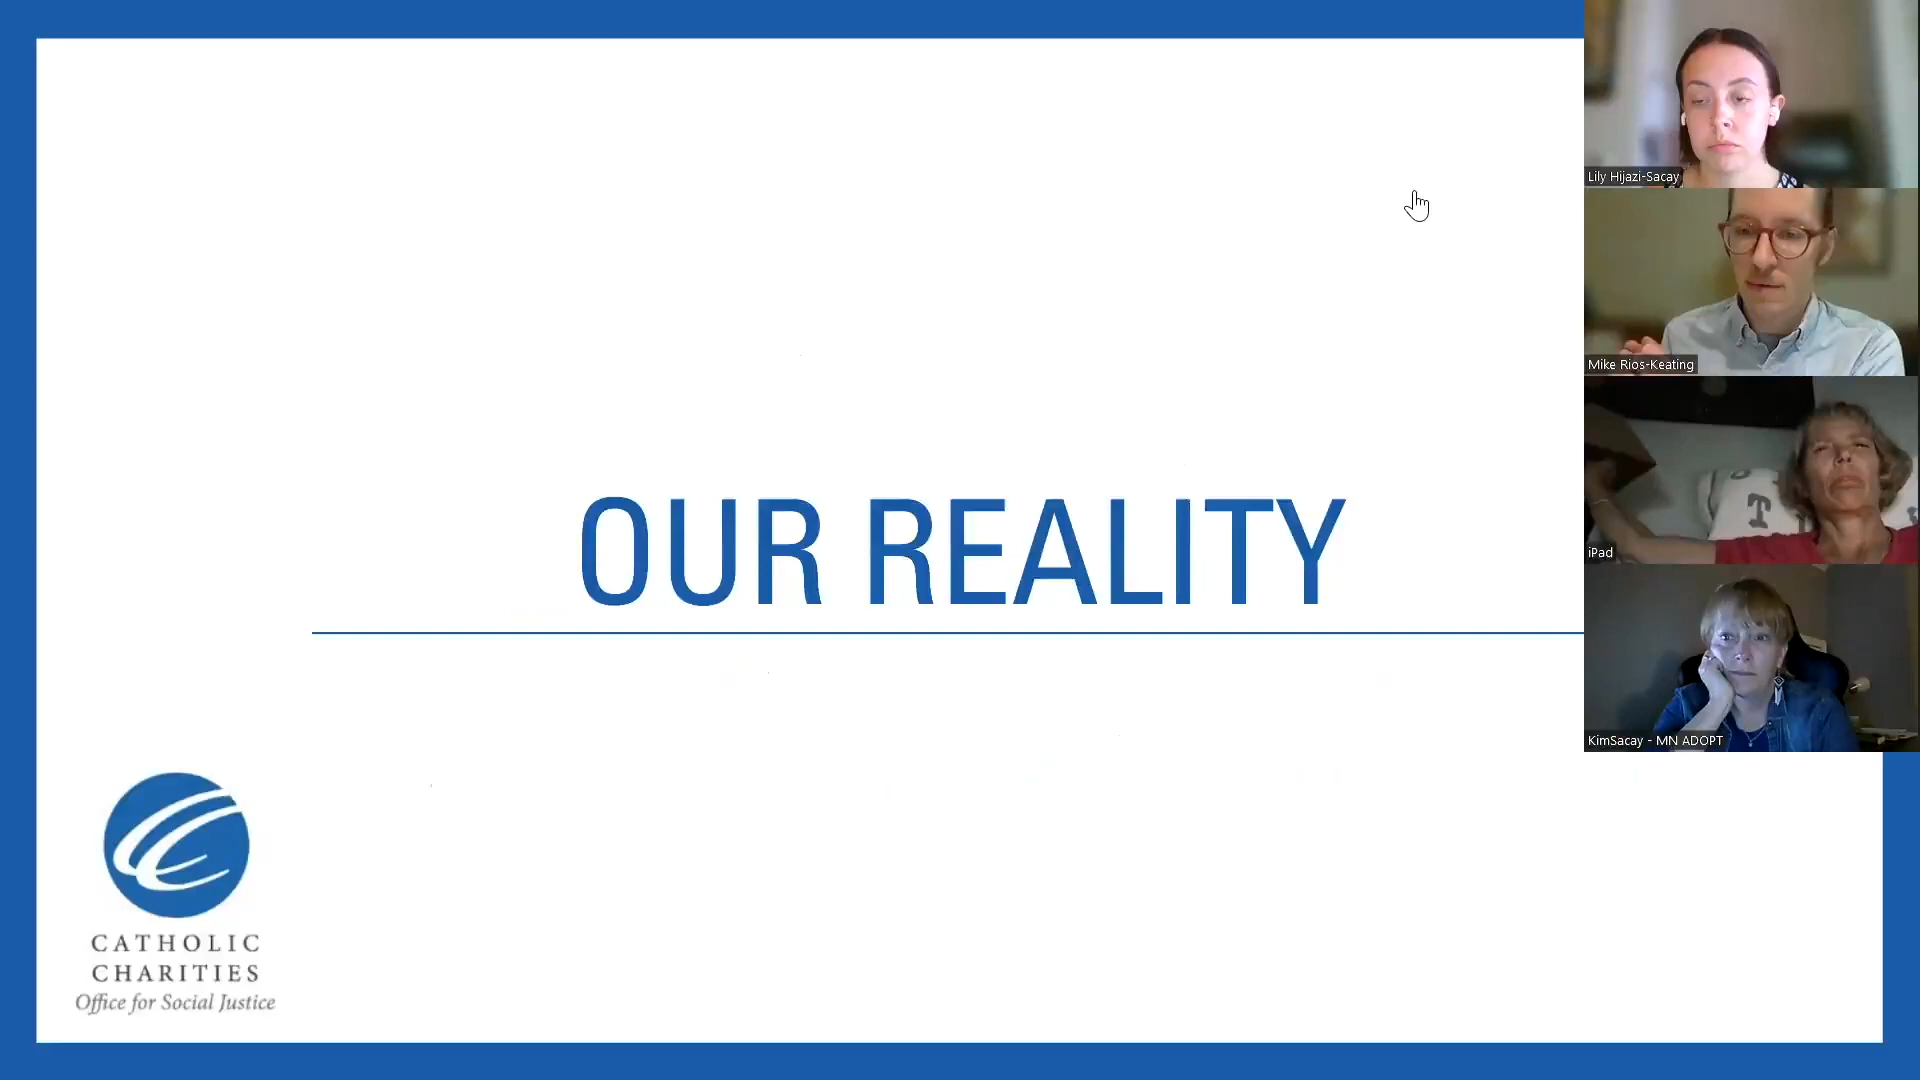 OUR REALITY
CATHOLIC
CHARITIES
Office for Social Justice
Lily Hijazi-Sacay
Mike Rios-Keating
T
iPad
KimSacay - MN ADOPT